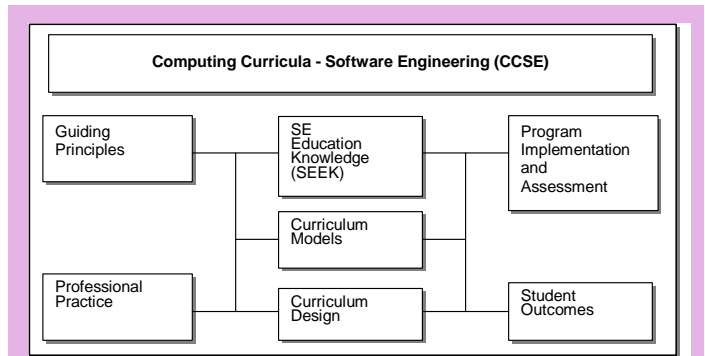 Computing Curricula - Software Engineering (CCSE)
Guiding
Principles
SE
Education
Knowledge
(SEEK)
Program
Implementation
and
Assessment
Curriculum
Models
Professional
Practice
Curriculum
Design
Student
Outcomes